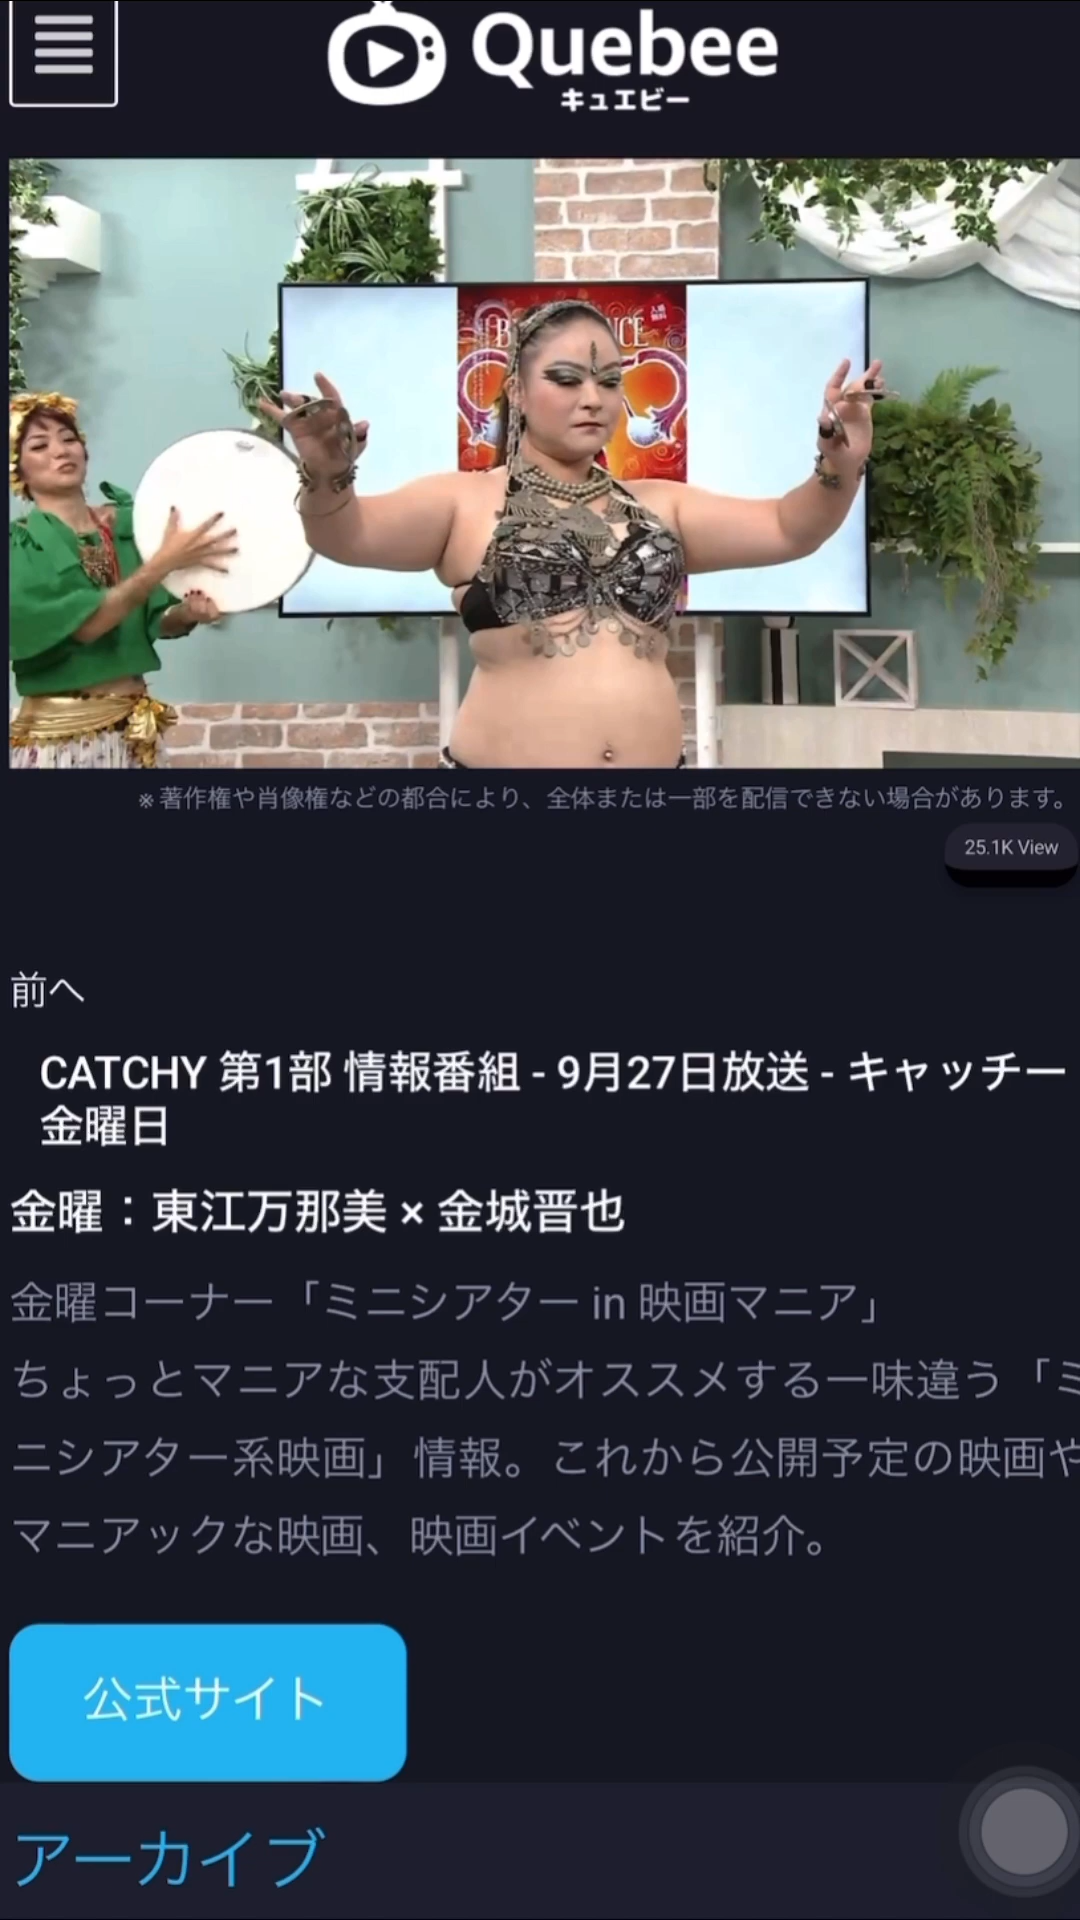 Quebee
キュエビー
入場
無料
※ 著作権や肖像権などの都合により、全体または一部を配信できない場合があります。
25.1K View
前へ
CATCHY 第1部 情報番組 - 9月27日放送 - キャッチー
金曜日
金曜：東江万那美 × 金城晋也
金曜コーナー「ミニシアター in 映画マニア」
ちょっとマニアな支配人がオススメする一味違う「ミ
ニシアター系映画」情報。これから公開予定の映画や
マニアックな映画、映画イベントを紹介。
公式サイト
アーカイブ